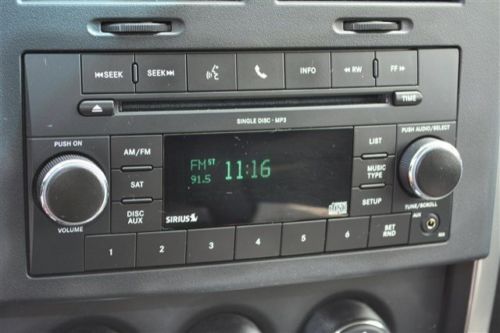 SEEK
SEEK
INFO
RW
FF
SINGLE DISC - MP3
TIME
PUSH ON
VOLUME
AM/FM
SAT
DISC
AUX
FM ST
91.5
11:16
SIRIUS
LIST
MUSIC
TYPE
SETUP
PUSH AUDIO/SELECT
TUNE/SCROLL
AUX
1
2
3
4
5
6
SET
RND